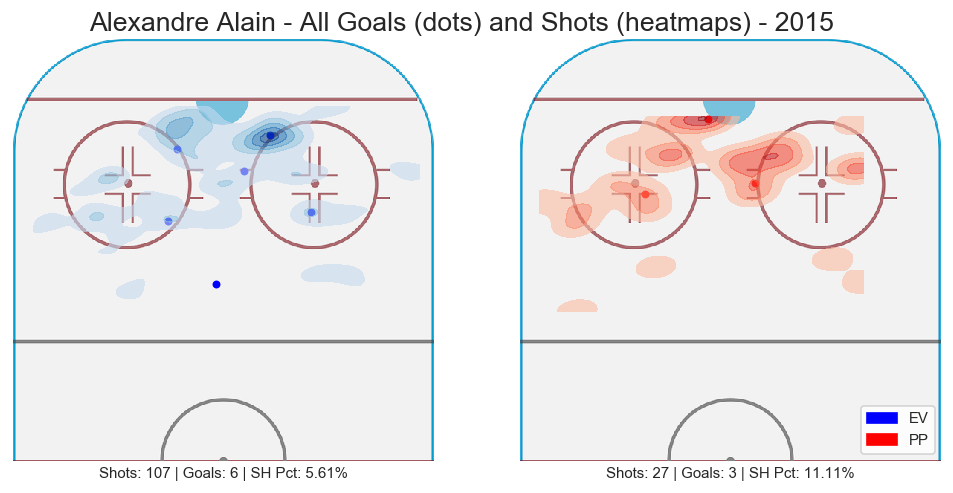 Alexandre Alain - All Goals (dots) and Shots (heatmaps) - 2015
EV
PP
Shots: 107 | Goals: 6 | SH Pct: 5.61%
Shots: 27 | Goals: 3 | SH Pct: 11.11%